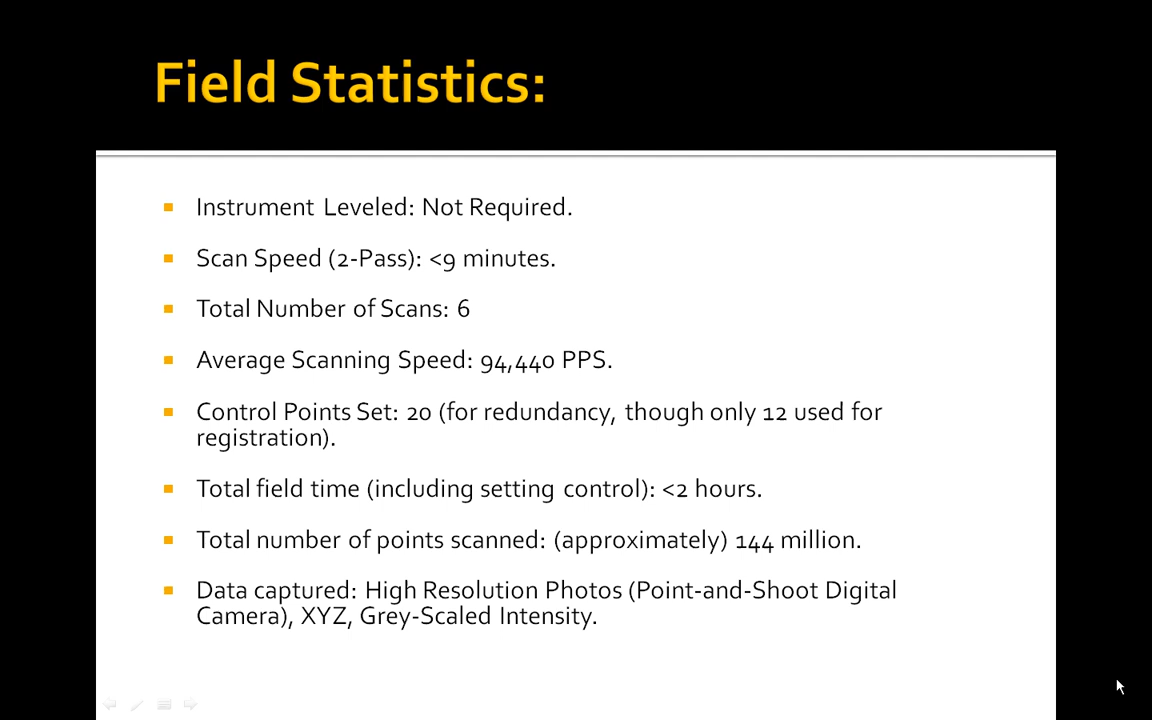 Field Statistics:
Instrument Leveled: Not Required.
Scan Speed (2-Pass): <9 minutes.
Total Number of Scans: 6
Average Scanning Speed: 94,440 PPS.
Control Points Set: 20 (for redundancy, though only 12 used for
registration).
Total field time (including setting control): <2 hours.
Total number of points scanned: (approximately) 144 million.
Data captured: High Resolution Photos (Point-and-Shoot Digital
Camera), XYZ, Grey-Scaled Intensity.